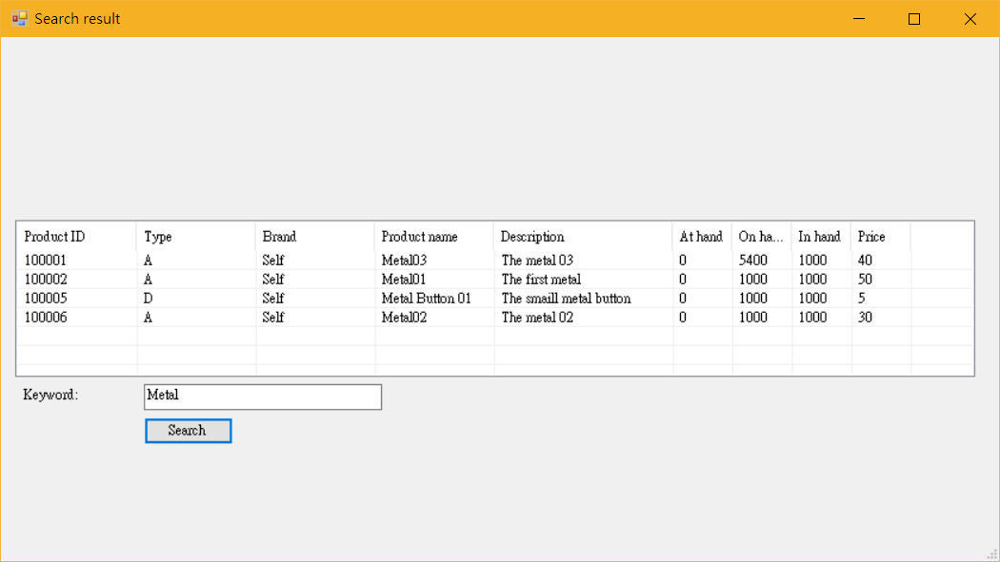 Search result
Product ID Type Brand Product name Description At hand On ha... In hand Price
100001 A Self Metal03 The metal 03 0 5400 1000 40
100002 A Self Metal01 The first metal 0 1000 1000 50
100005 D Self Metal Button 01 The smaill metal button 0 1000 1000 5
100006 A Self Metal02 The metal 02 0 1000 1000 30
Keyword: Metal
Search